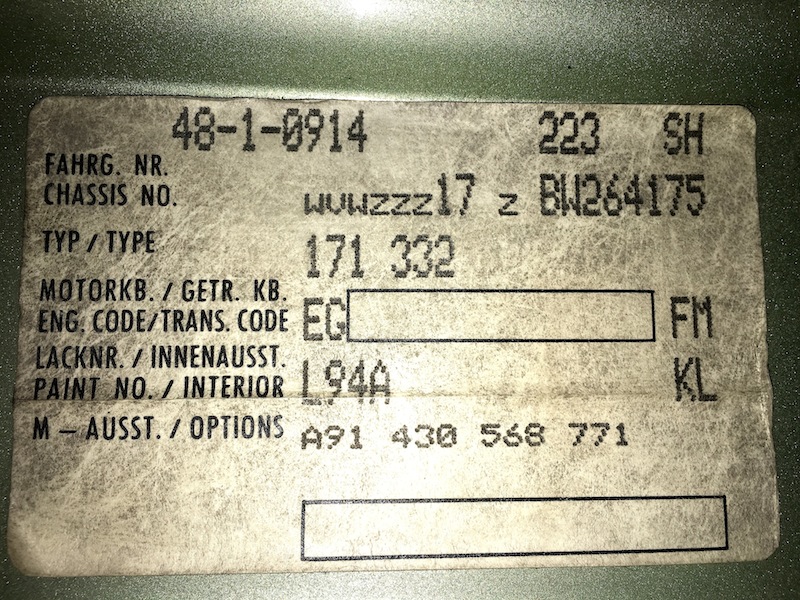 48-1-0914 223 SH
FAHRG. NR.
CHASSIS NO. wvwzzz17 z BW264175
TYP / TYPE 171 332
MOTORKB. / GETR. KB.
ENG. CODE/TRANS. CODE EG FM
LACKNR. / INNENAUSST.
PAINT NO. / INTERIOR L94A KL
M – AUSST. / OPTIONS A91 430 568 771